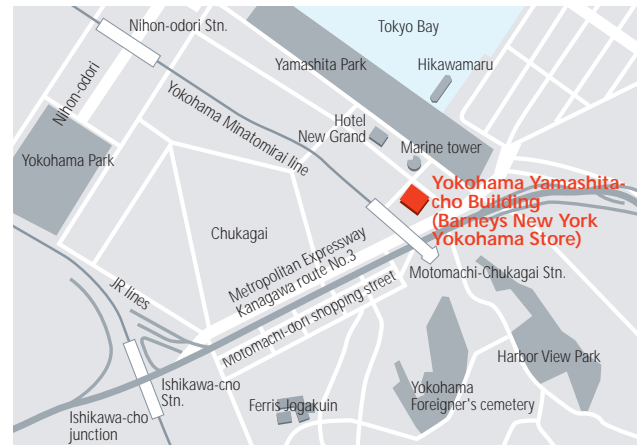 Nihon-odori Stn.
Tokyo Bay
Yamashita Park
Hikawamaru
Nihon-odori
Yokohama Minatomirai line
Hotel
New Grand
Marine tower
Yokohama Park
Yokohama Yamashita-
cho Building
(Barneys New York
Yokohama Store)
Chukagai
Metropolitan Expressway
Kanagawa route No.3
Motomachi-Chukagai Stn.
JR lines
Motomachi-dori shopping street
Harbor View Park
Ishikawa-cno
Stn.
Yokohama
Foreigner's cemetery
Ferris Jogakuin
Ishikawa-cho
junction